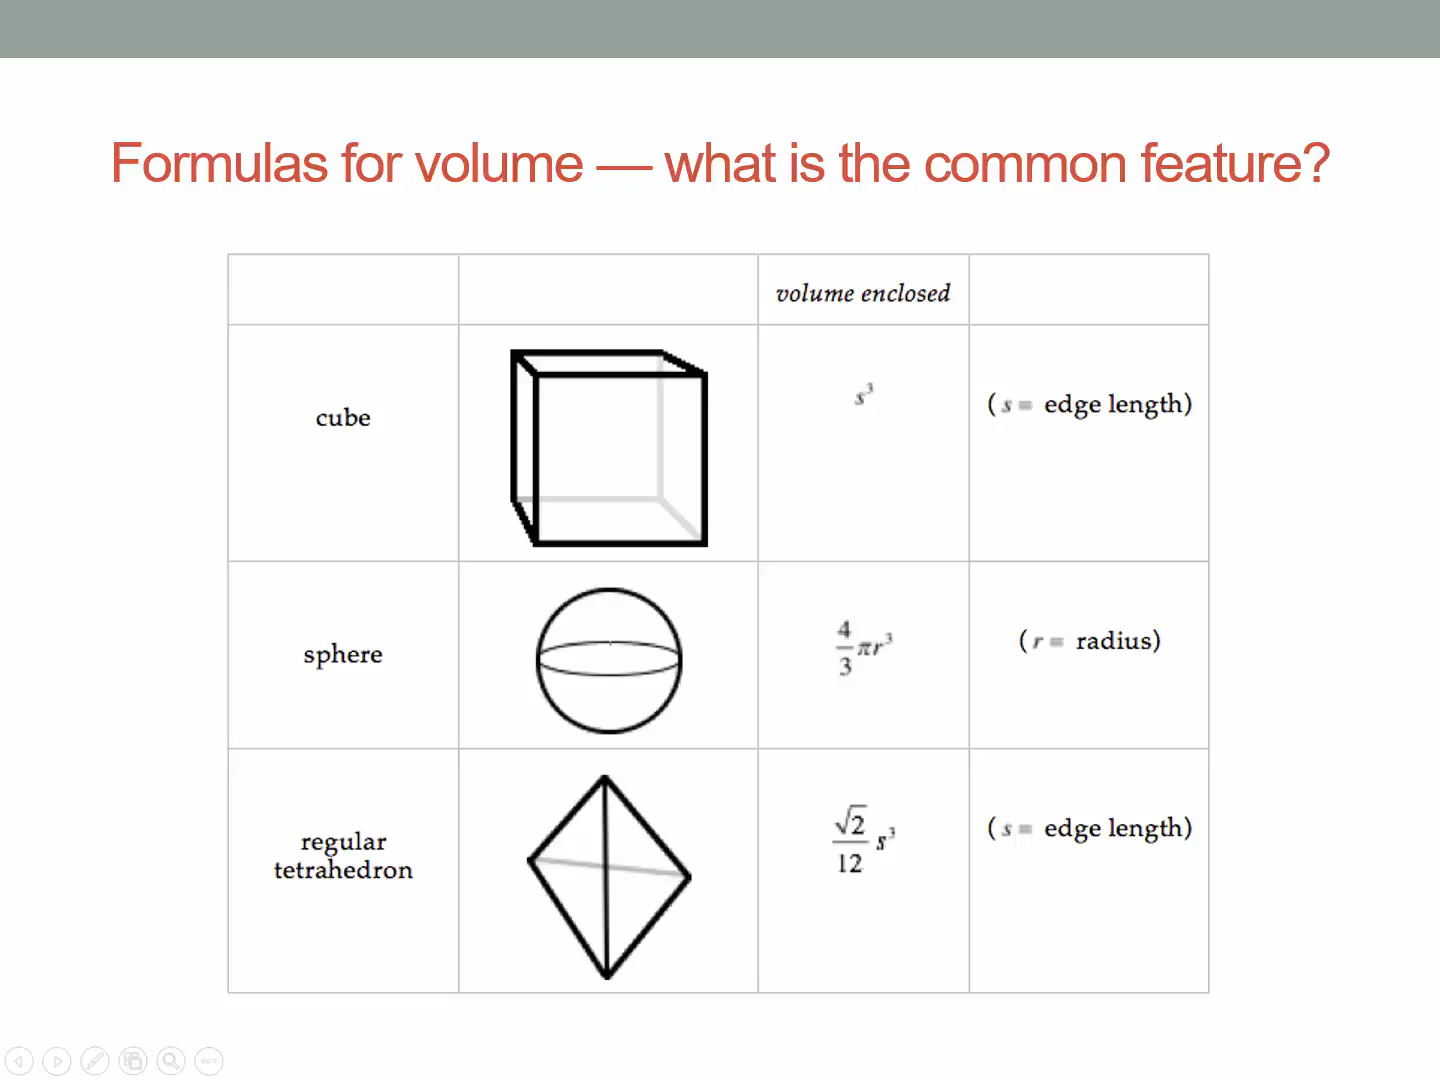 Formulas for volume — what is the common feature?
volume enclosed
cube
s³
( s = edge length)
sphere
4/3 πr³
( r = radius)
regular
tetrahedron
√2/12 s³
( s = edge length)